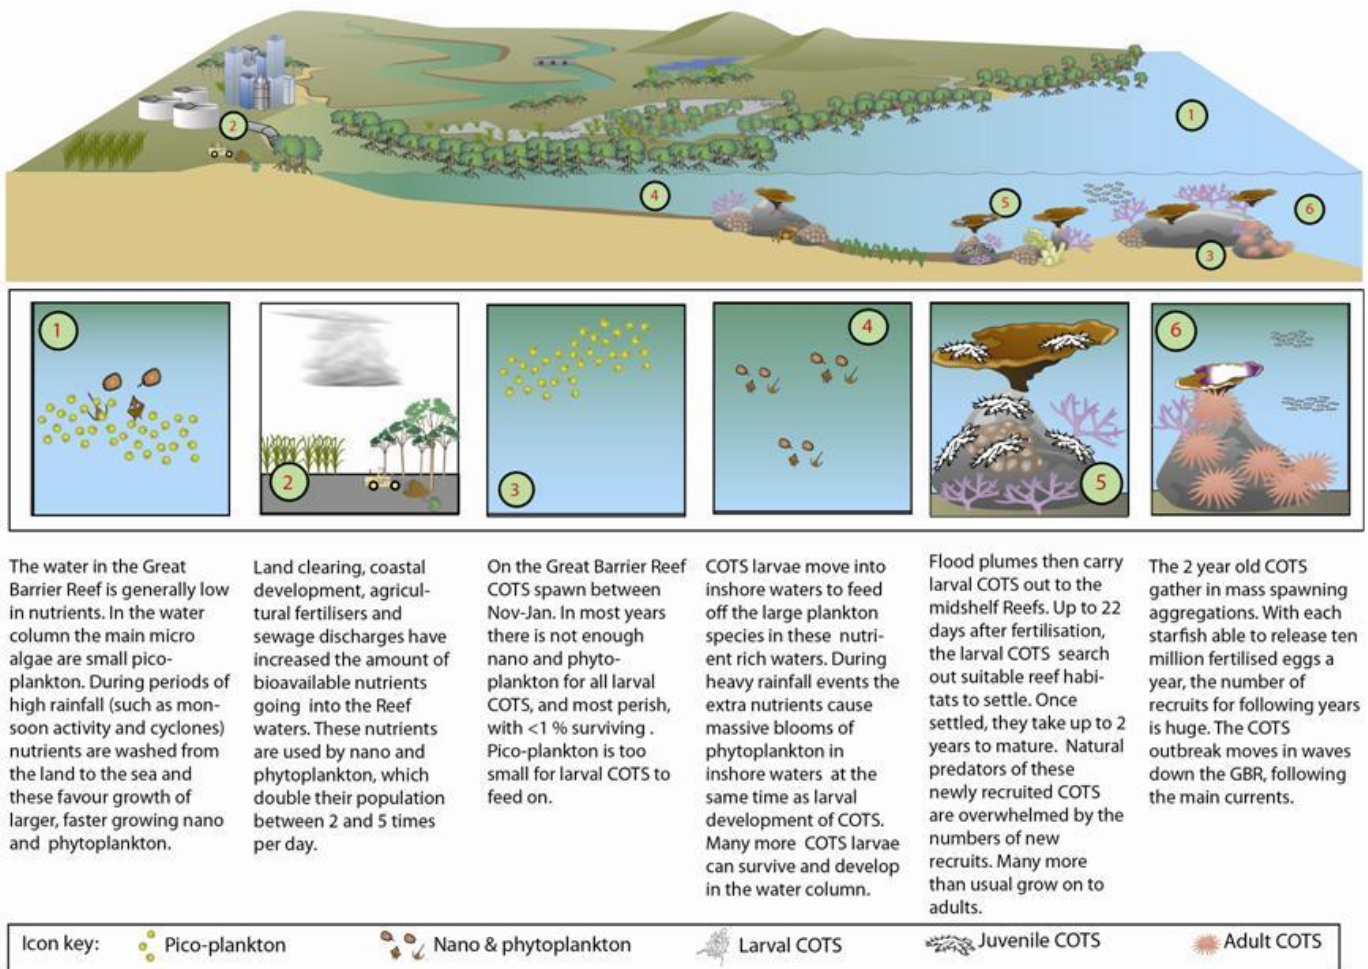 1
2
4
5
6
3
1
2
3
4
5
6
The water in the Great
Barrier Reef is generally low
in nutrients. In the water
column the main micro
algae are small pico-
plankton. During periods of
high rainfall (such as mon-
soon activity and cyclones)
nutrients are washed from
the land to the sea and
these favour growth of
larger, faster growing nano
and phytoplankton.
Land clearing, coastal
development, agricul-
tural fertilisers and
sewage discharges have
increased the amount of
bioavailable nutrients
going into the Reef
waters. These nutrients
are used by nano and
phytoplankton, which
double their population
between 2 and 5 times
per day.
On the Great Barrier Reef
COTS spawn between
Nov-Jan. In most years
there is not enough
nano and phyto-
plankton for all larval
COTS, and most perish,
with <1 % surviving .
Pico-plankton is too
small for larval COTS to
feed on.
COTS larvae move into
inshore waters to feed
off the large plankton
species in these nutri-
ent rich waters. During
heavy rainfall events the
extra nutrients cause
massive blooms of
phytoplankton in
inshore waters at the
same time as larval
development of COTS.
Many more COTS larvae
can survive and develop
in the water column.
Flood plumes then carry
larval COTS out to the
midshelf Reefs. Up to 22
days after fertilisation,
the larval COTS search
out suitable reef habi-
tats to settle. Once
settled, they take up to 2
years to mature. Natural
predators of these
newly recruited COTS
are overwhelmed by the
numbers of new
recruits. Many more
than usual grow on to
adults.
The 2 year old COTS
gather in mass spawning
aggregations. With each
starfish able to release ten
million fertilised eggs a
year, the number of
recruits for following years
is huge. The COTS
outbreak moves in waves
down the GBR, following
the main currents.
Icon key:
Pico-plankton
Nano & phytoplankton
Larval COTS
Juvenile COTS
Adult COTS